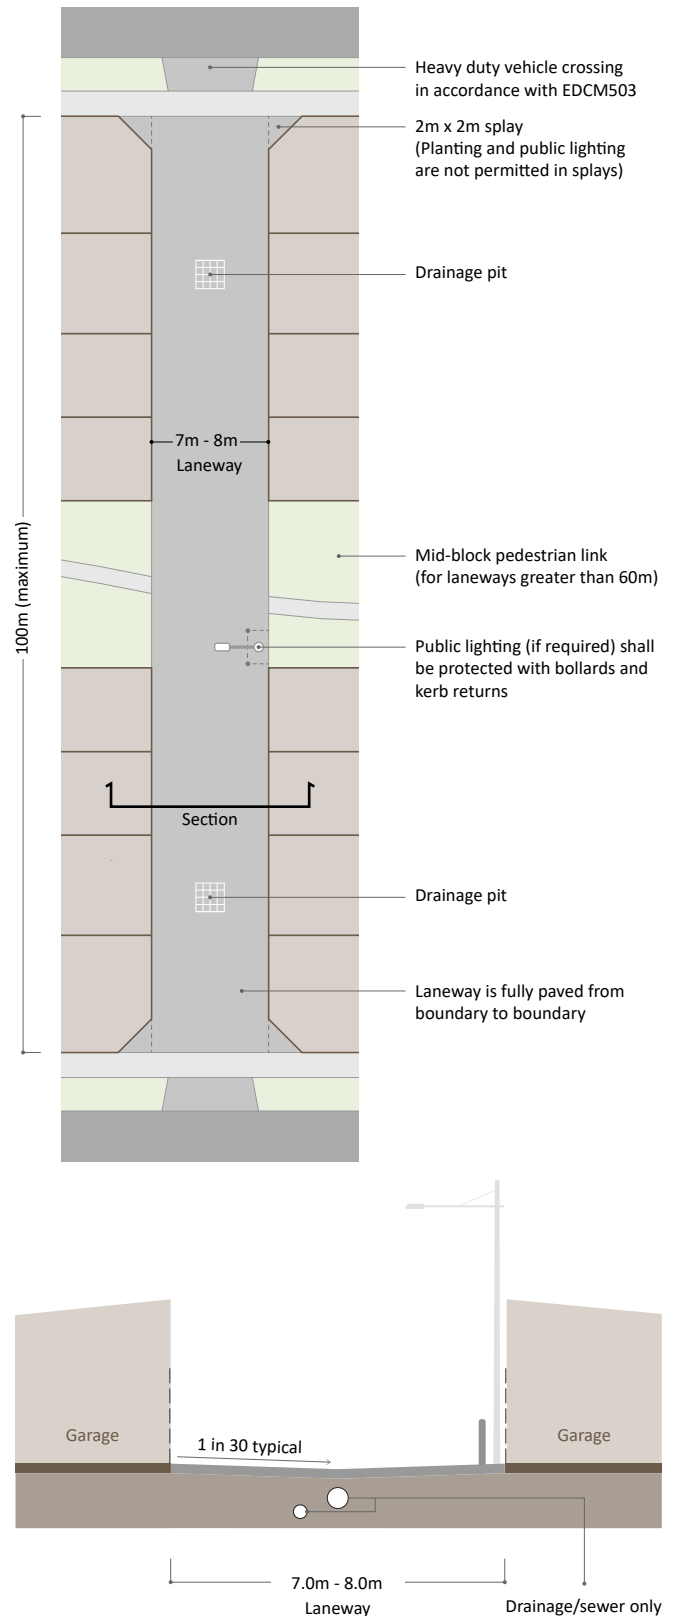 Heavy duty vehicle crossing
in accordance with EDCM503
2m x 2m splay
(Planting and public lighting
are not permitted in splays)
Drainage pit
7m - 8m
Laneway
100m (maximum)
Mid-block pedestrian link
(for laneways greater than 60m)
Public lighting (if required) shall
be protected with bollards and
kerb returns
Section
Drainage pit
Laneway is fully paved from
boundary to boundary
Garage
1 in 30 typical
Garage
7.0m - 8.0m
Laneway
Drainage/sewer only